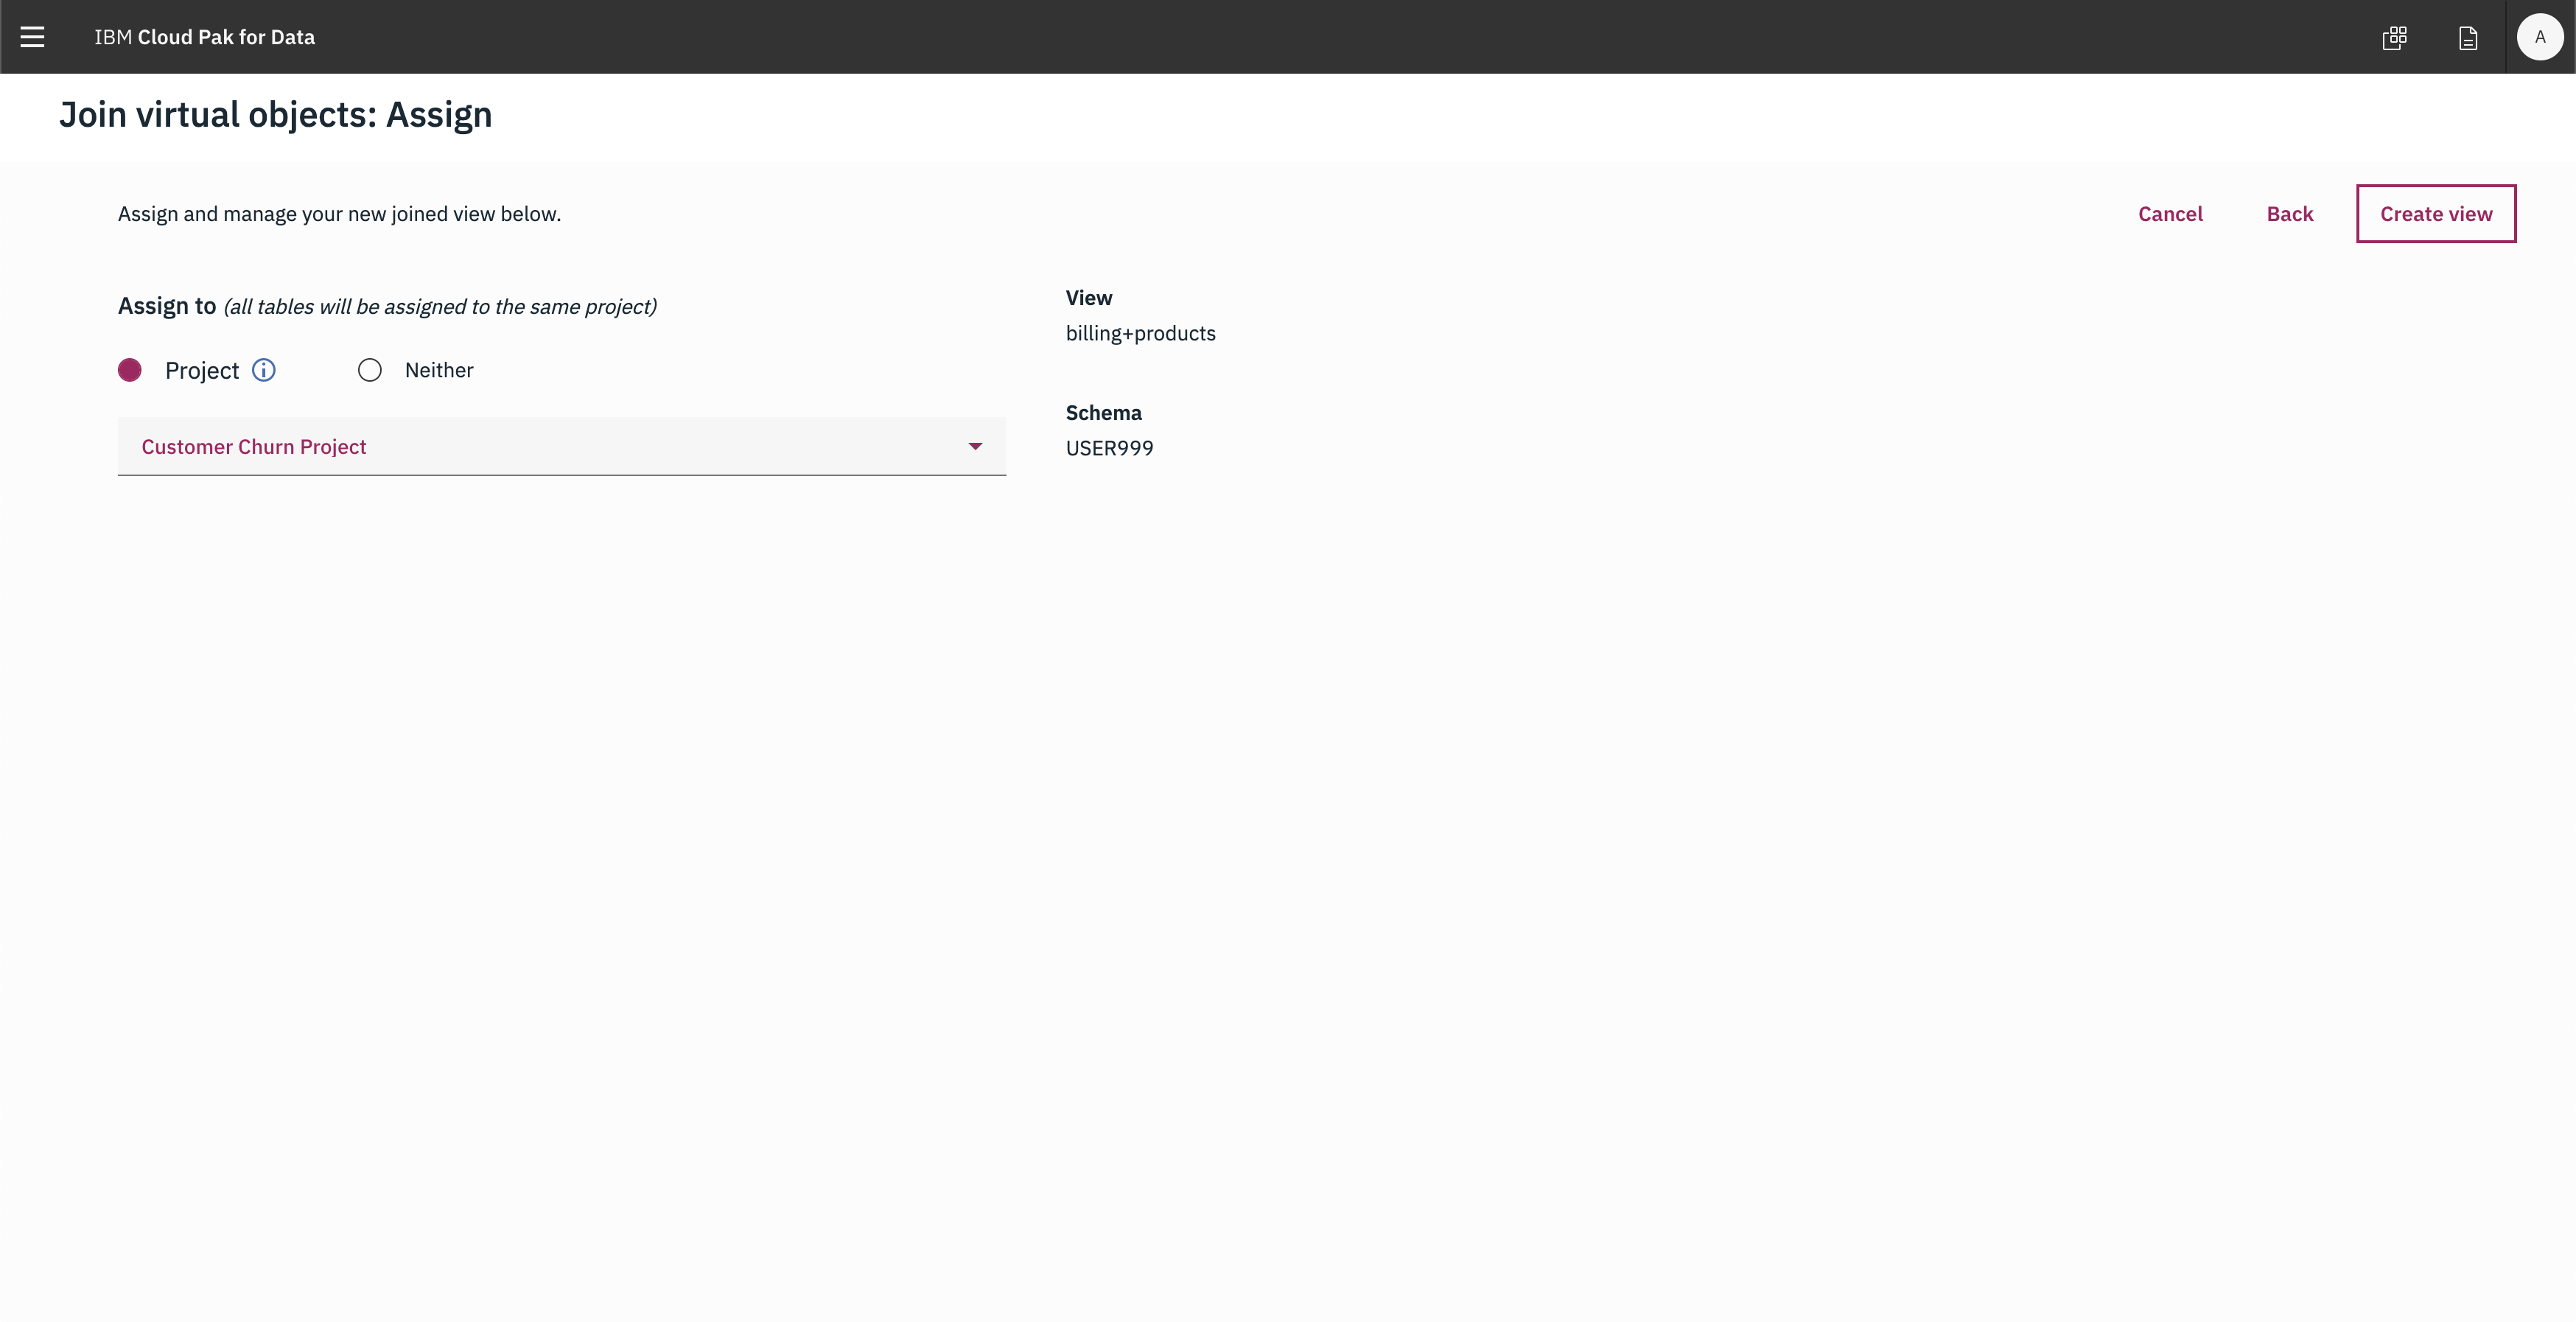 IBM Cloud Pak for Data
A
Join virtual objects: Assign
Assign and manage your new joined view below.
Cancel
Back
Create view
Assign to (all tables will be assigned to the same project)
Project
Neither
Customer Churn Project
View
billing+products
Schema
USER999